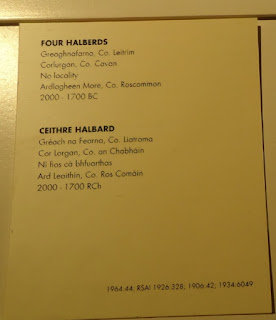 FOUR HALBERDS
Greaghnafarna, Co. Leitrim
Corlurgan, Co. Cavan
No locality
Ardlogheen More, Co. Roscommon
2000 - 1700 BC
CEITHRE HALBARD
Gréach na Fearna, Co. Liatroma
Cor Lorgan, Co. an Chabháin
Ní fios cá bhfuarthas
Ard Leaithín, Co. Ros Comáin
2000 - 1700 RCh
1964:44; RSAI 1926:328; 1906:42; 1934:6049